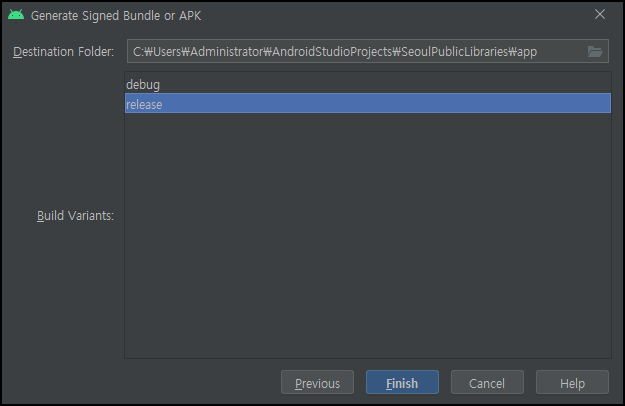 Generate Signed Bundle or APK
Destination Folder: C:₩Users₩Administrator₩AndroidStudioProjects₩SeoulPublicLibraries₩app
debug
release
Build Variants:
Previous Finish Cancel Help